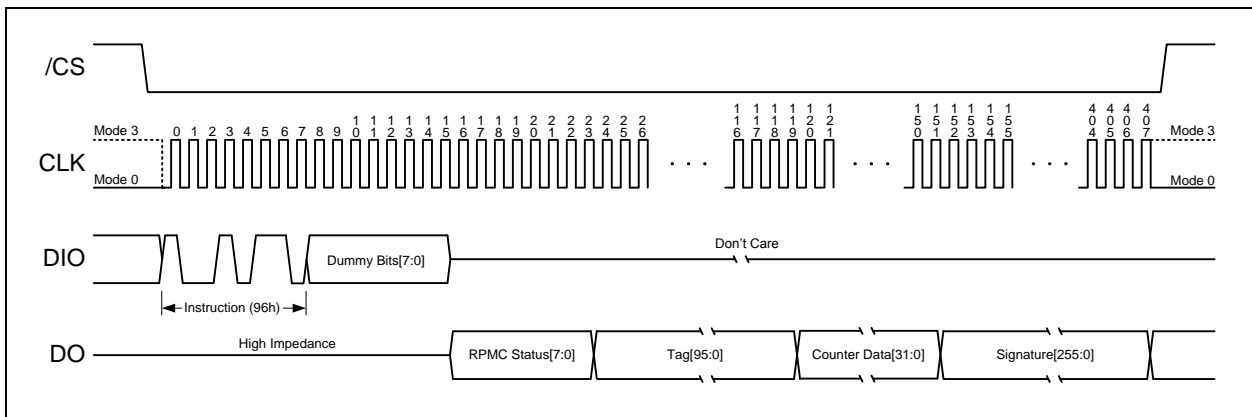 /CS
Mode 3
0 1 2 3 4 5 6 7 8 9 10 11 12 13 14 15 16 17 18 19 20 21 22 23 24 25 26 . . . 116 117 118 119 120 121 . . . 150 151 152 153 154 155 . . . 404 405 406 407
Mode 3
CLK
Mode 0
Mode 0
DIO
Dummy Bits[7:0]
Don't Care
Instruction (96h)
DO
High Impedance
RPMC Status[7:0]
Tag[95:0]
Counter Data[31:0]
Signature[255:0]